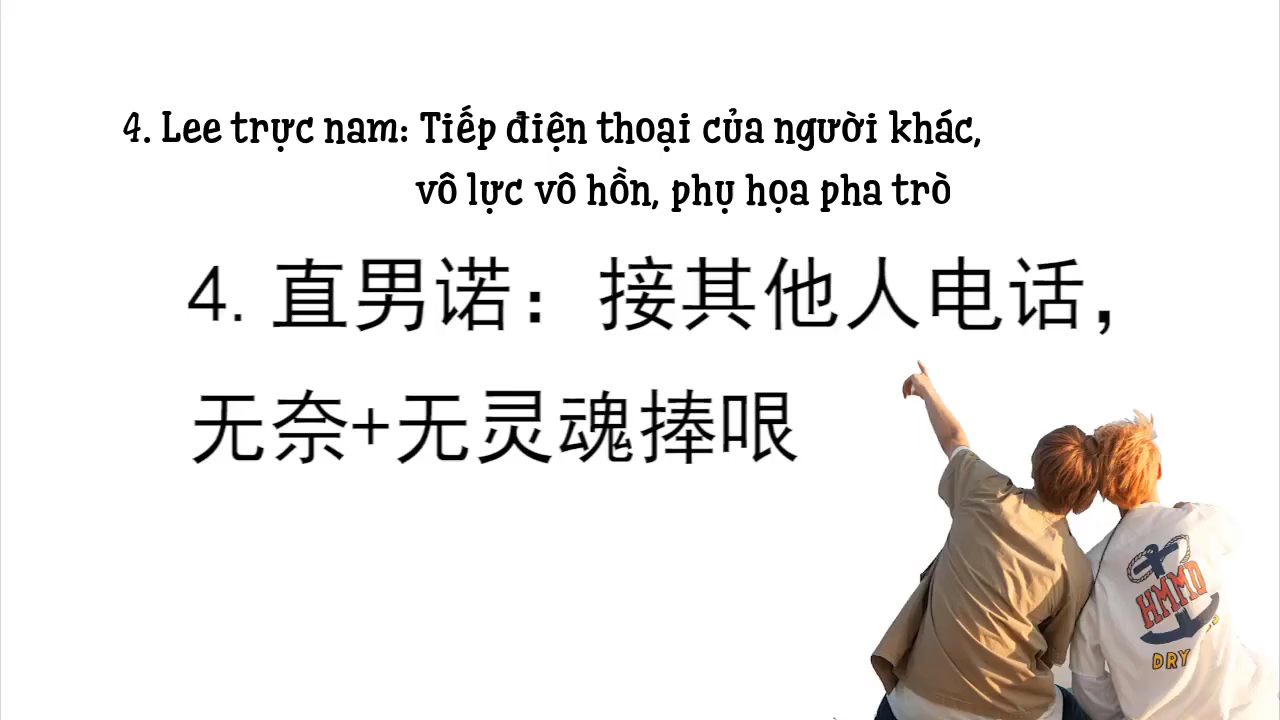 4. Lee trực nam: Tiếp điện thoại của người khác,
vô lực vô hồn, phụ họa pha trò
4.直男诺：接其他人电话，
无奈+无灵魂捧哏
HMMD
DRY